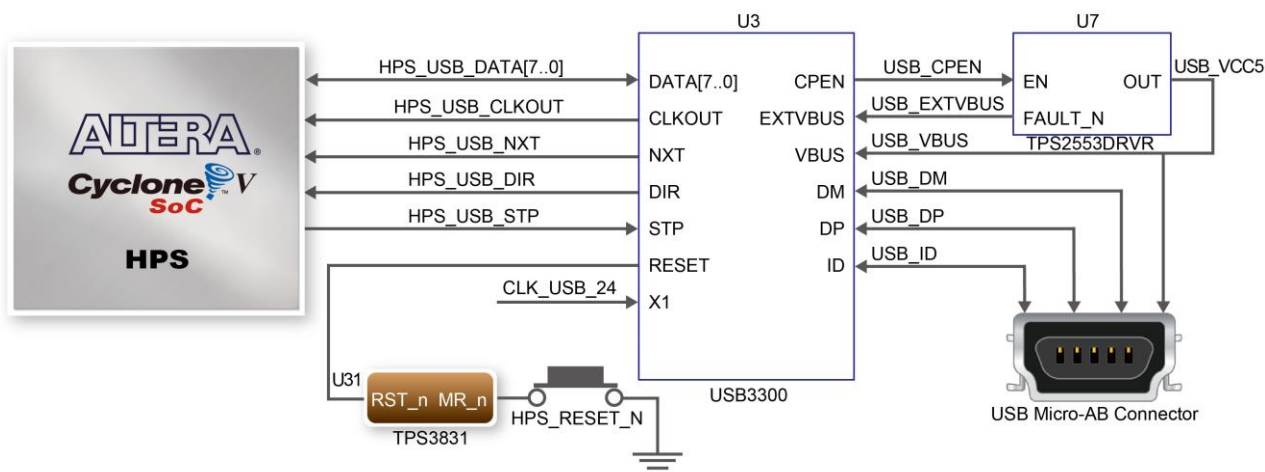 U3
U7
HPS_USB_DATA[7..0]
DATA[7..0]
CPEN
USB_CPEN
EN
OUT
USB_VCC5
HPS_USB_CLKOUT
CLKOUT
EXTVBUS
USB_EXTVBUS
FAULT_N
TPS2553DRVR
HPS_USB_NXT
NXT
VBUS
USB_VBUS
HPS_USB_DIR
DIR
DM
USB_DM
HPS_USB_STP
STP
DP
USB_DP
RESET
ID
USB_ID
CLK_USB_24
X1
ALTERA®
Cyclone™ V
SoC
HPS
U31
RST_n MR_n
TPS3831
HPS_RESET_N
USB3300
USB Micro-AB Connector